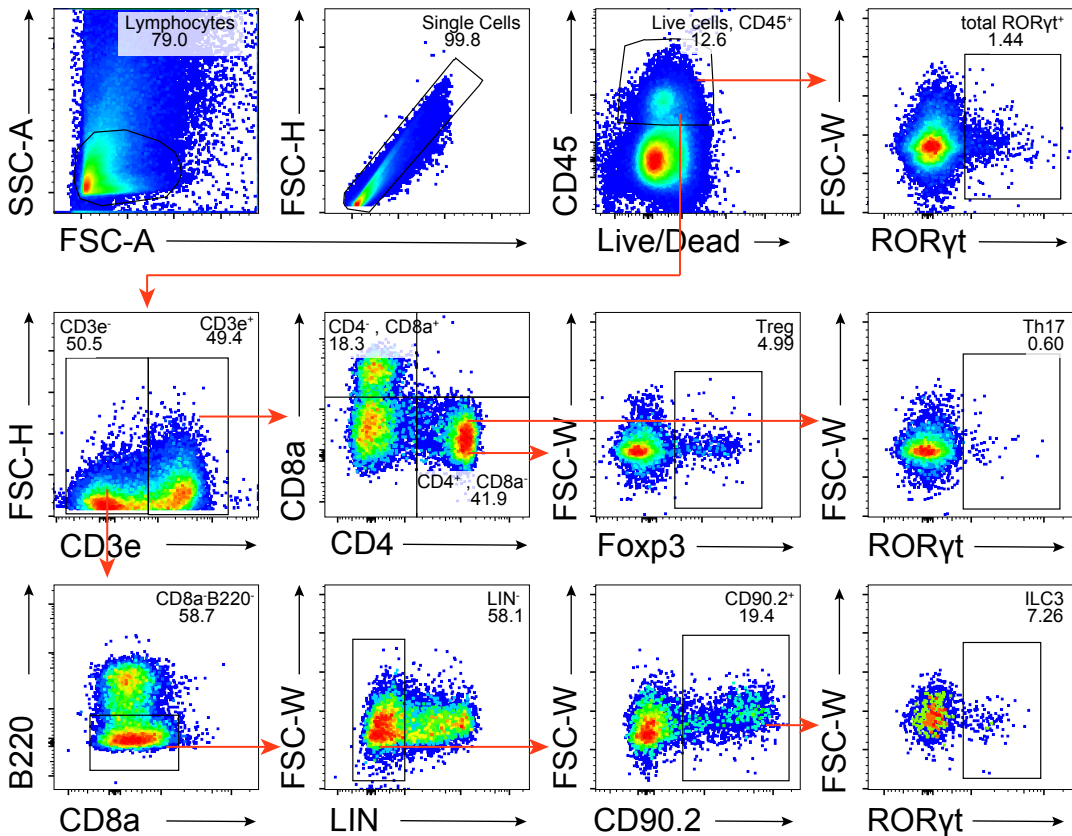 Lymphocytes
79.0
SSC-A
FSC-A
Single Cells
99.8
FSC-H
Live cells, CD45⁺
12.6
CD45
Live/Dead
total RORγt⁺
1.44
FSC-W
RORγt
CD3e⁻
50.5
CD3e⁺
49.4
FSC-H
CD3e
CD4⁻ , CD8a⁺
18.3
CD4⁺ , CD8a⁻
41.9
CD8a
CD4
Treg
4.99
FSC-W
Foxp3
Th17
0.60
FSC-W
RORγt
CD8a⁻B220⁻
58.7
B220
CD8a
LIN⁻
58.1
FSC-W
LIN
CD90.2⁺
19.4
FSC-W
CD90.2
ILC3
7.26
FSC-W
RORγt